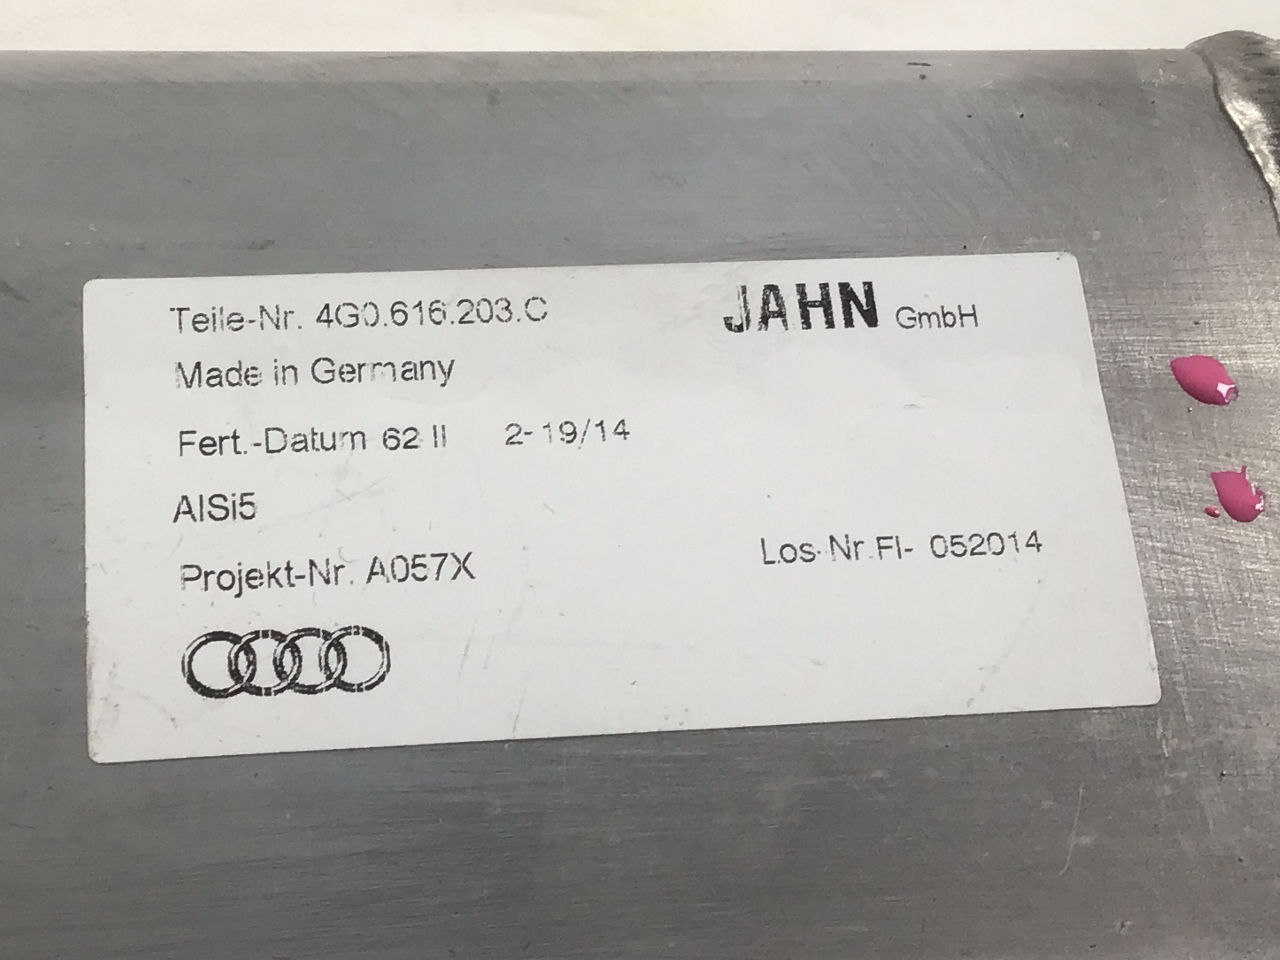 Teile-Nr. 4G0.616.203.C
JAHN GmbH
Made in Germany
Fert.-Datum 62 II 2-19/14
AlSi5
Projekt-Nr. A057X
Los-Nr.FI- 052014